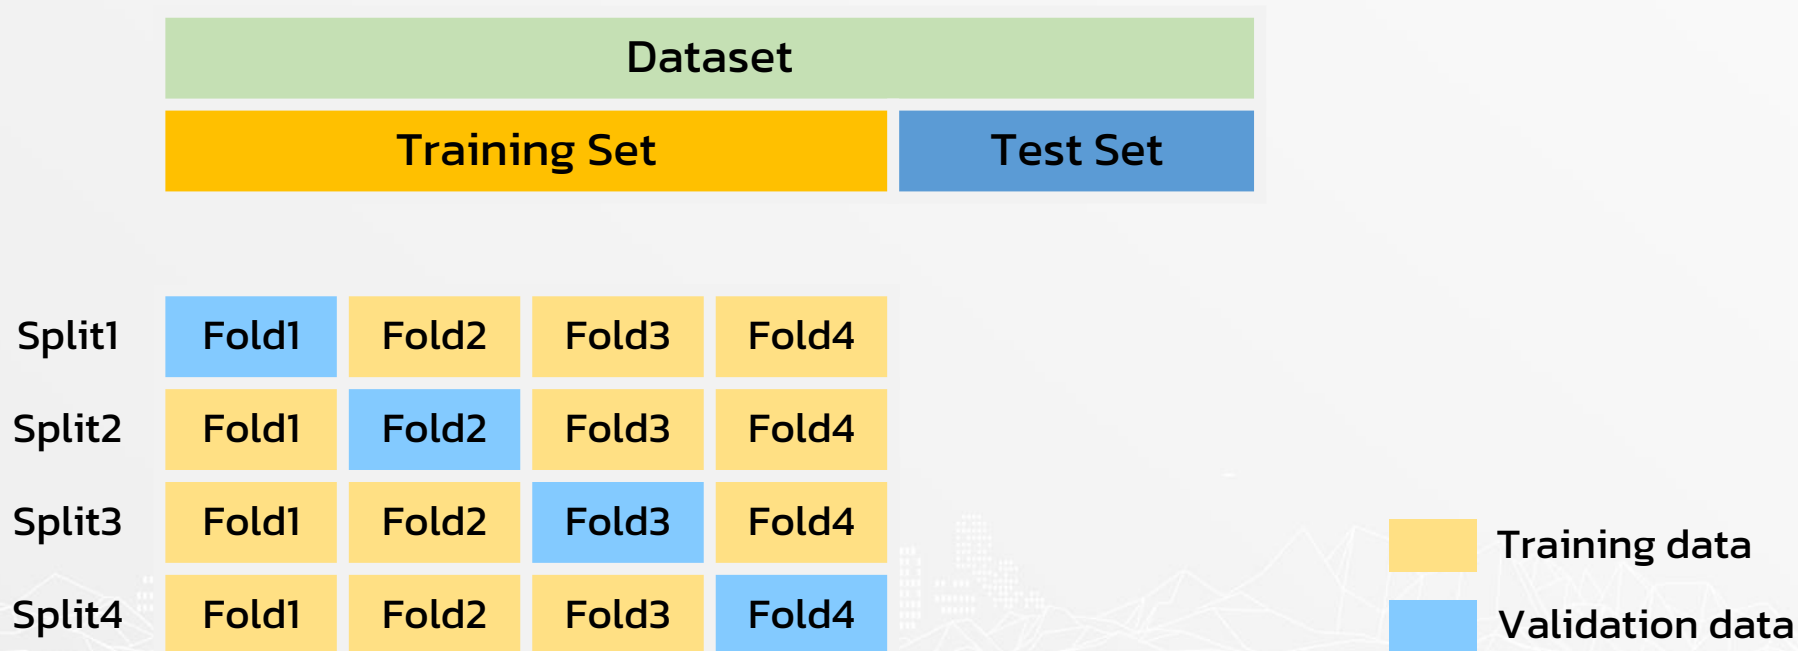 Dataset
Training Set Test Set
Split1 Fold1 Fold2 Fold3 Fold4
Split2 Fold1 Fold2 Fold3 Fold4
Split3 Fold1 Fold2 Fold3 Fold4
Training data
Split4 Fold1 Fold2 Fold3 Fold4
Validation data